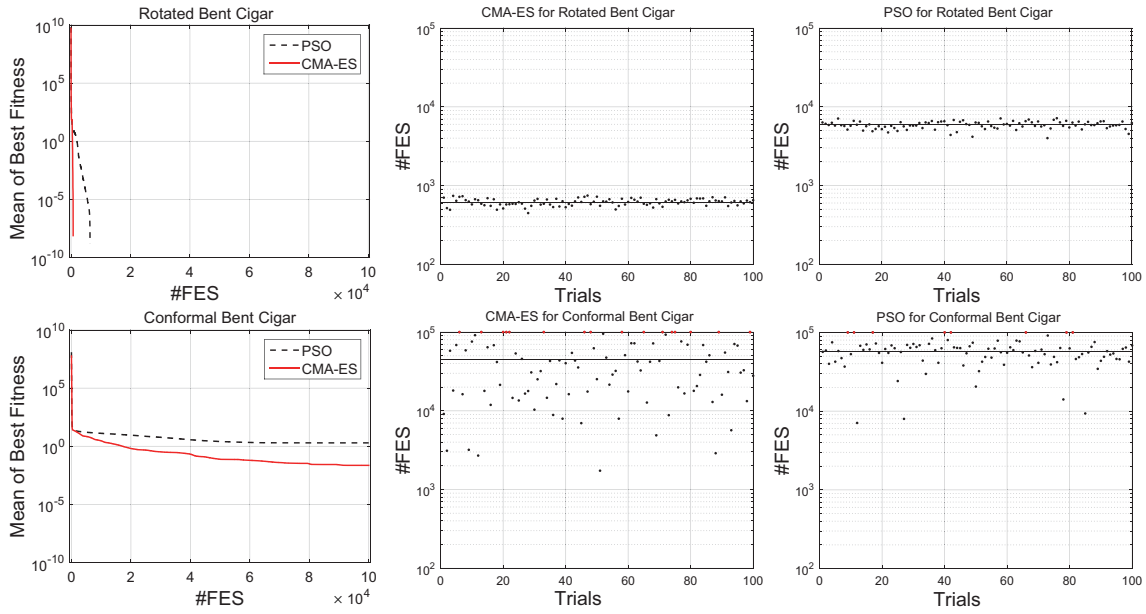 Rotated Bent Cigar
Mean of Best Fitness
10^10
10^5
10^0
10^-5
10^-10
0 2 4 6 8 10
#FES
× 10^4
PSO
CMA-ES
CMA-ES for Rotated Bent Cigar
#FES
10^5
10^4
10^3
10^2
0 20 40 60 80 100
Trials
PSO for Rotated Bent Cigar
#FES
10^5
10^4
10^3
10^2
0 20 40 60 80 100
Trials
Conformal Bent Cigar
Mean of Best Fitness
10^10
10^5
10^0
10^-5
10^-10
0 2 4 6 8 10
#FES
× 10^4
PSO
CMA-ES
CMA-ES for Conformal Bent Cigar
#FES
10^5
10^4
10^3
10^2
0 20 40 60 80 100
Trials
PSO for Conformal Bent Cigar
#FES
10^5
10^4
10^3
10^2
0 20 40 60 80 100
Trials